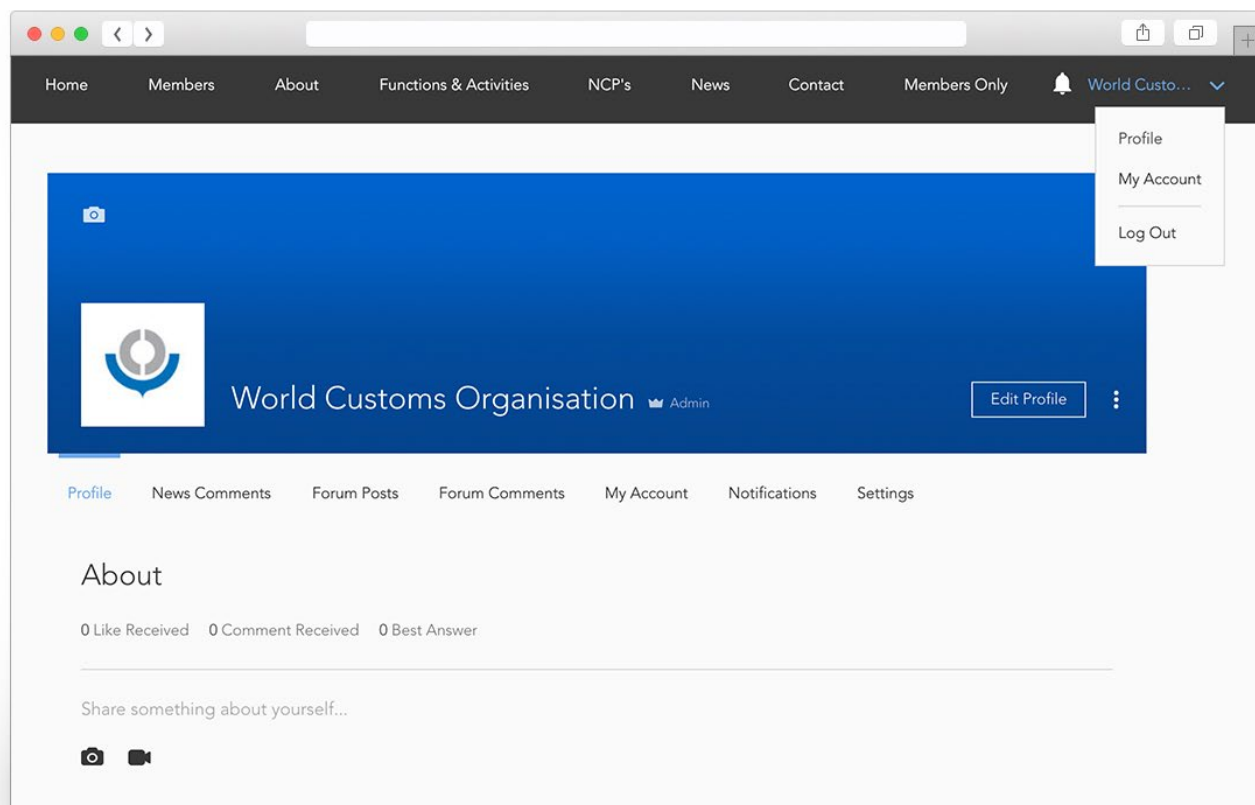 Home Members About Functions & Activities NCP's News Contact Members Only World Custo...
Profile
My Account
Log Out
World Customs Organisation Admin
Edit Profile
Profile News Comments Forum Posts Forum Comments My Account Notifications Settings
About
0 Like Received 0 Comment Received 0 Best Answer
Share something about yourself...